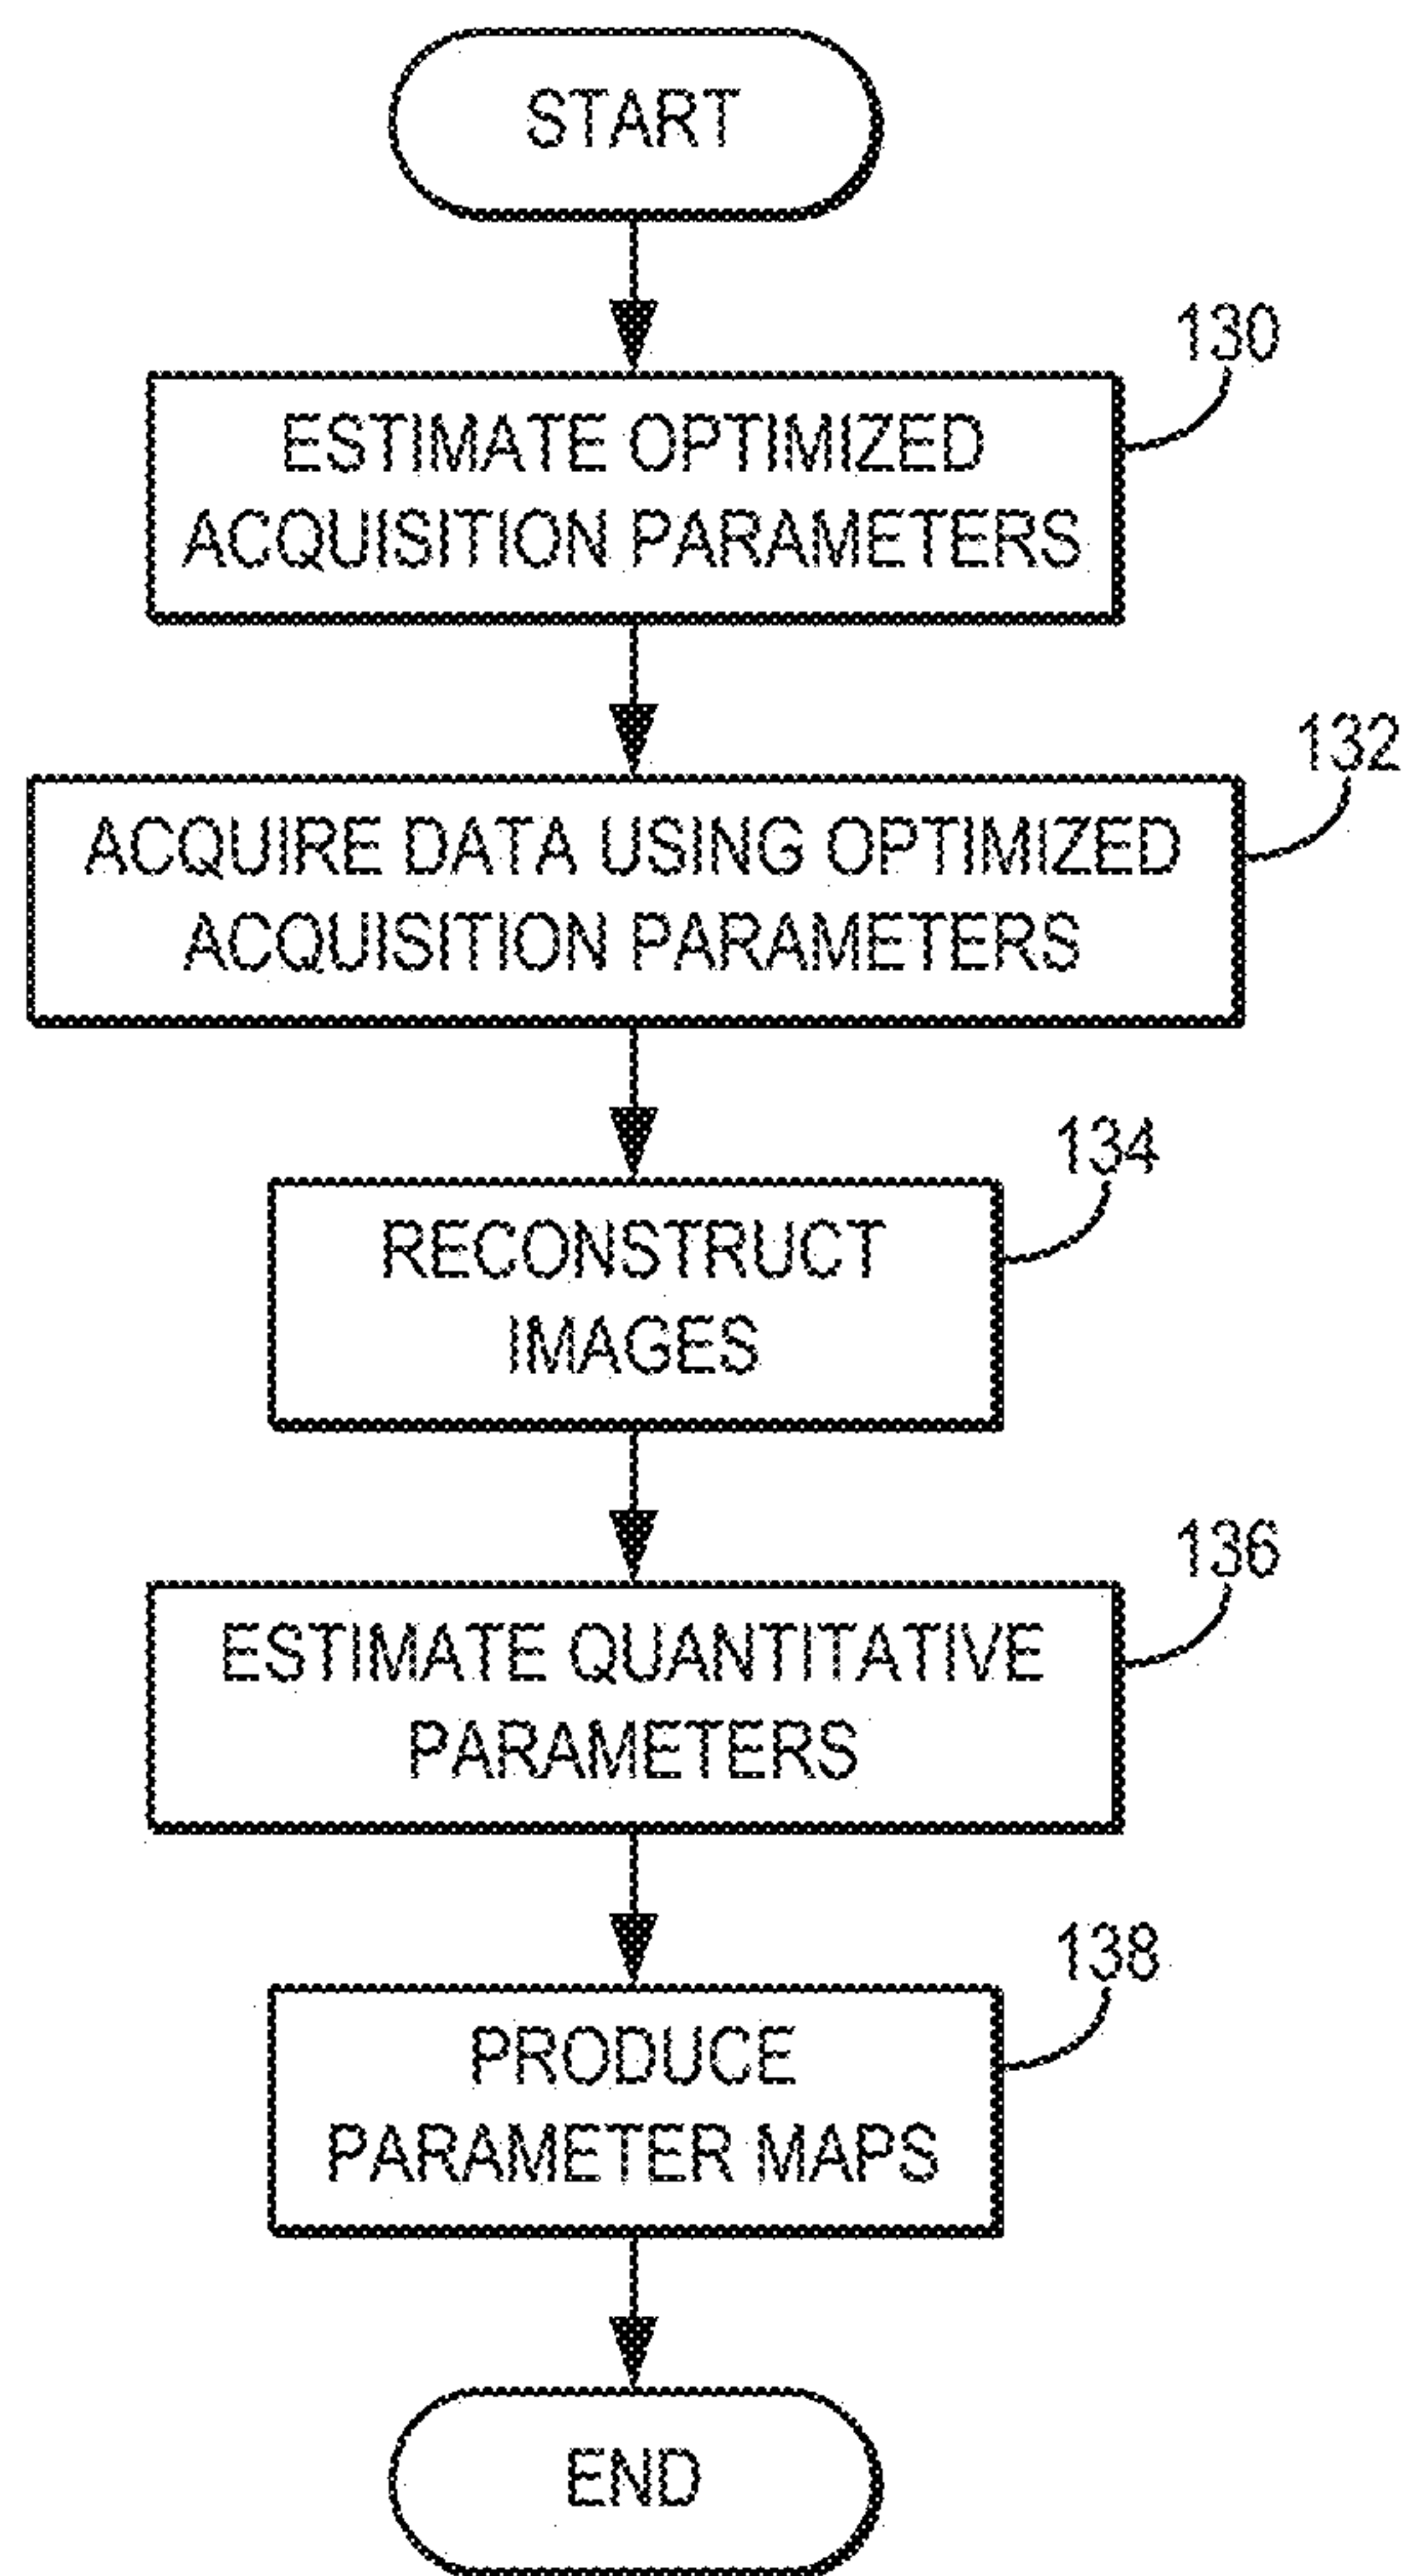 START
130
ESTIMATE OPTIMIZED
ACQUISITION PARAMETERS
132
ACQUIRE DATA USING OPTIMIZED
ACQUISITION PARAMETERS
134
RECONSTRUCT
IMAGES
136
ESTIMATE QUANTITATIVE
PARAMETERS
138
PRODUCE
PARAMETER MAPS
END